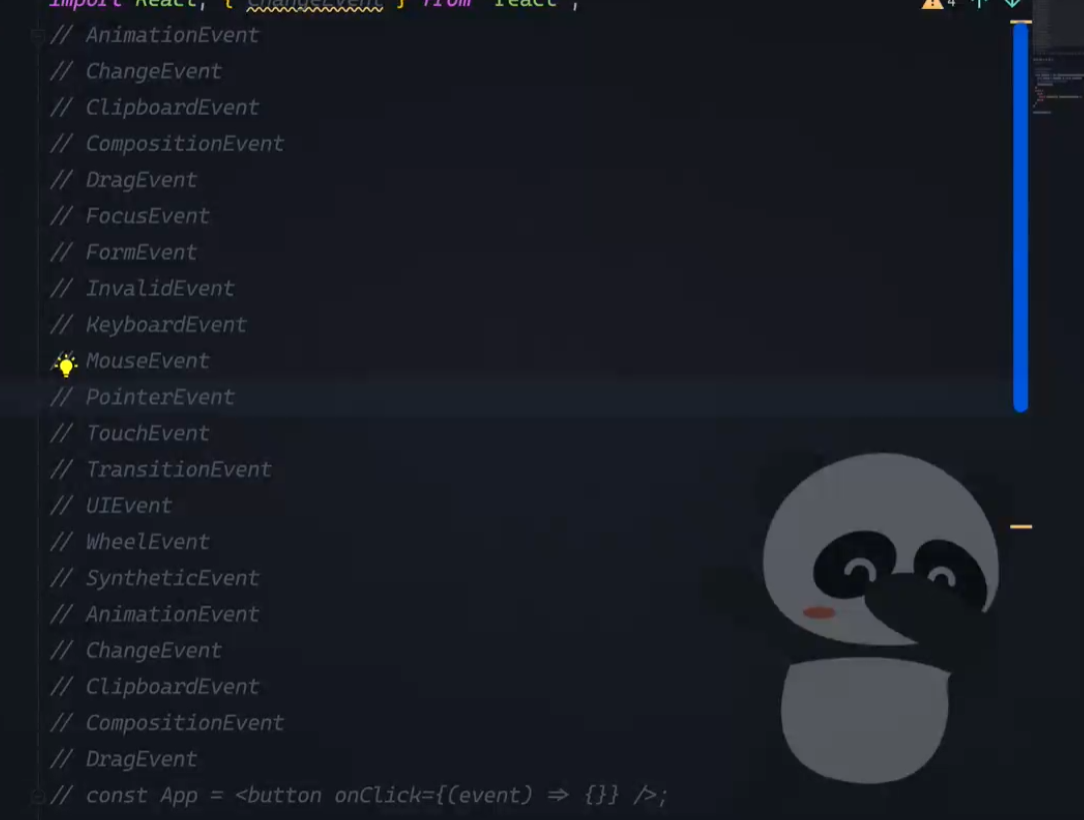 import React, { ChangeEvent } from "react";
// AnimationEvent
// ChangeEvent
// ClipboardEvent
// CompositionEvent
// DragEvent
// FocusEvent
// FormEvent
// InvalidEvent
// KeyboardEvent
// MouseEvent
// PointerEvent
// TouchEvent
// TransitionEvent
// UIEvent
// WheelEvent
// SyntheticEvent
// AnimationEvent
// ChangeEvent
// ClipboardEvent
// CompositionEvent
// DragEvent
// const App = <button onClick={(event) => {}} />;